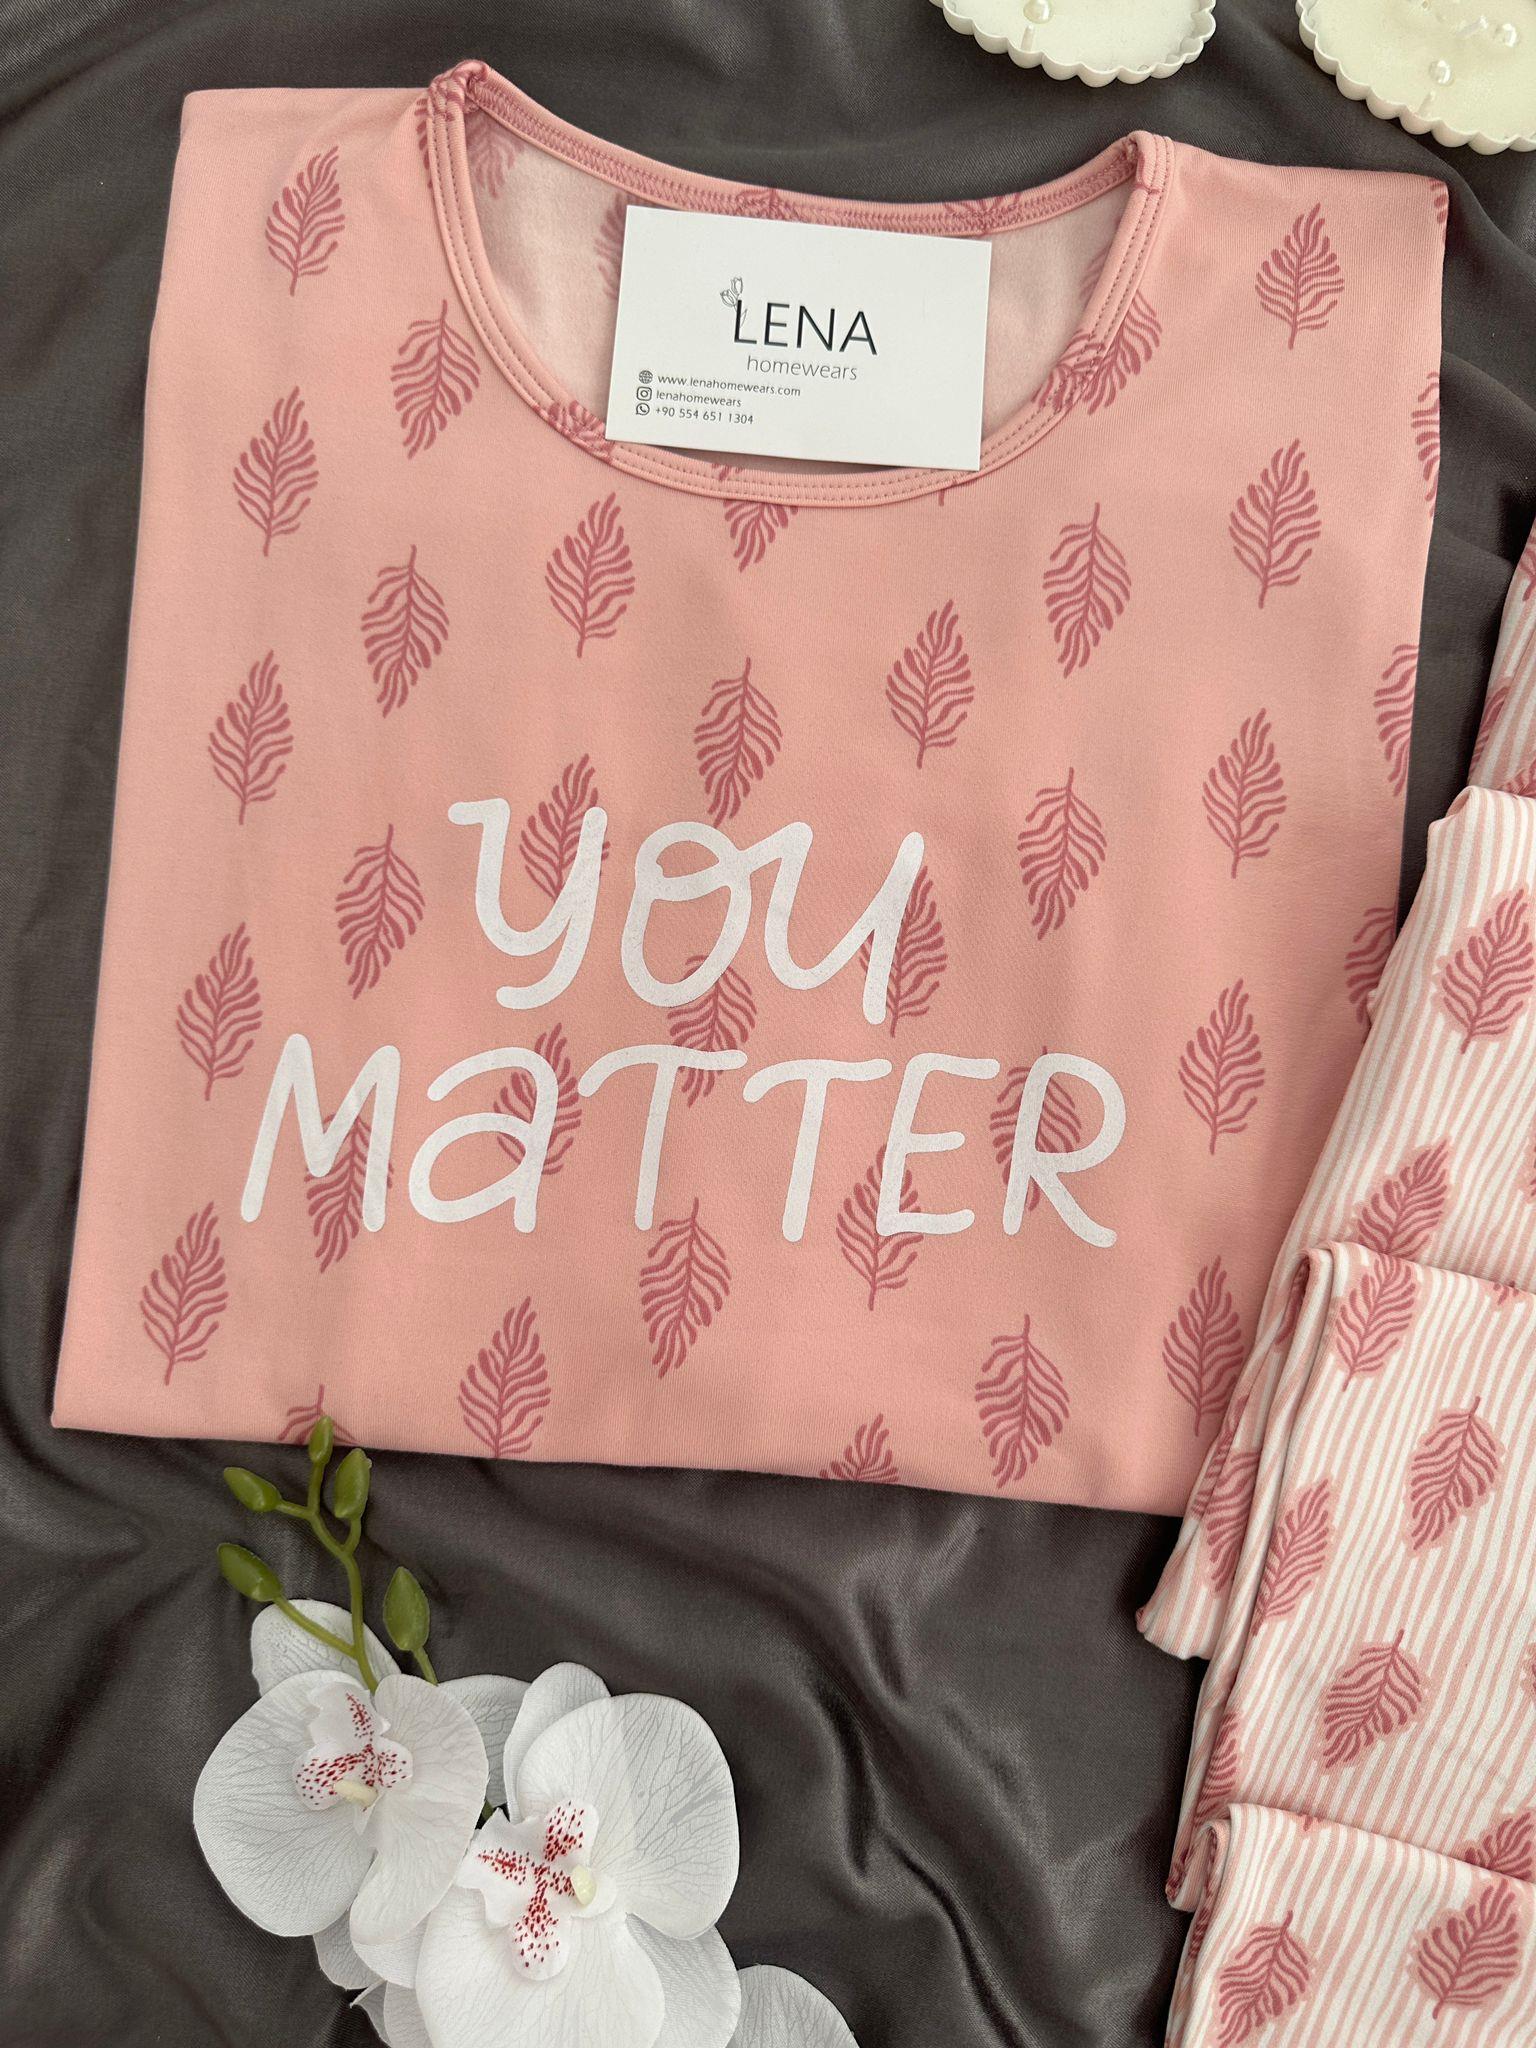 LENA
homewears
www.lenahomewears.com
lenahomewears
+90 554 651 1304
you
MaTTER